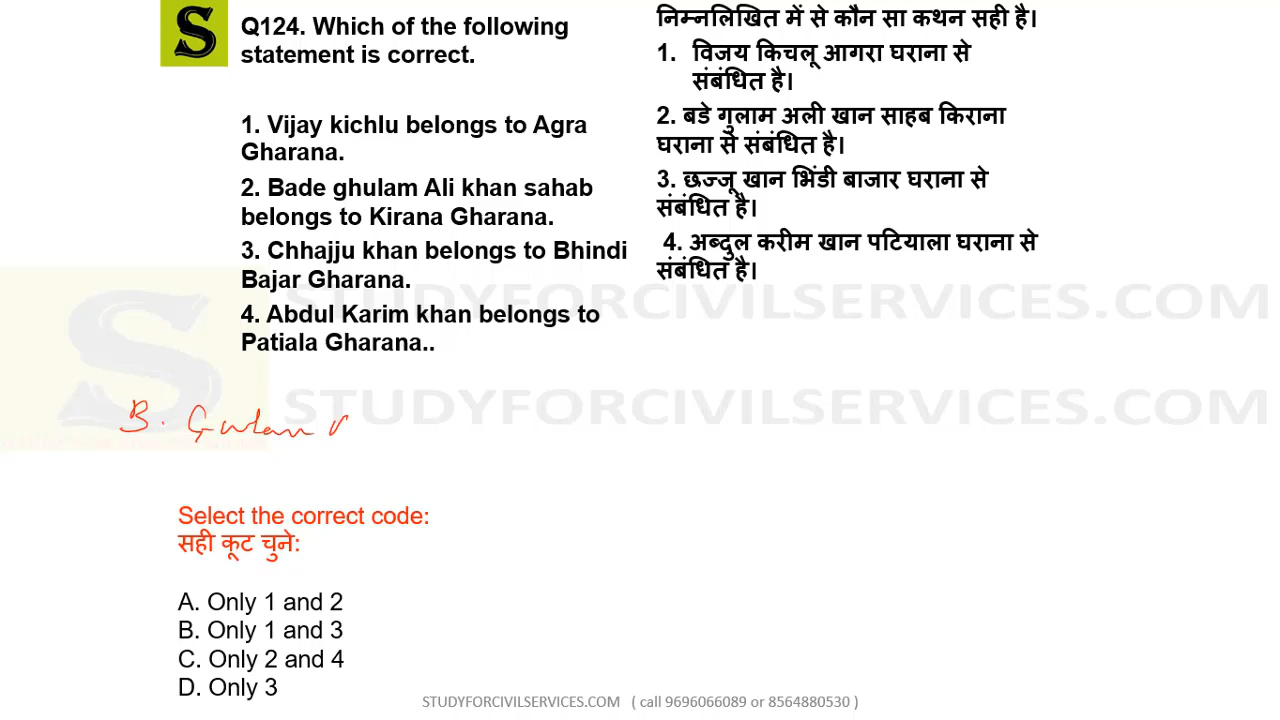 S
Q124. Which of the following
statement is correct.
1. Vijay kichlu belongs to Agra
Gharana.
2. Bade ghulam Ali khan sahab
belongs to Kirana Gharana.
3. Chhajju khan belongs to Bhindi
Bajar Gharana.
4. Abdul Karim khan belongs to
Patiala Gharana..
निम्नलिखित में से कौन सा कथन सही है।
1. विजय किचलू आगरा घराना से
संबंधित है।
2. बडे गुलाम अली खान साहब किराना
घराना से संबंधित है।
3. छज्जू खान भिंडी बाजार घराना से
संबंधित है।
4. अब्दुल करीम खान पटियाला घराना से
संबंधित है।
S
STUDYFORCIVILSERVICES.COM
STUDYFORCIVILSERVICES.COM
B. Gulam
Select the correct code:
सही कूट चुने:
A. Only 1 and 2
B. Only 1 and 3
C. Only 2 and 4
D. Only 3
STUDYFORCIVILSERVICES.COM ( call 9696066089 or 8564880530 )